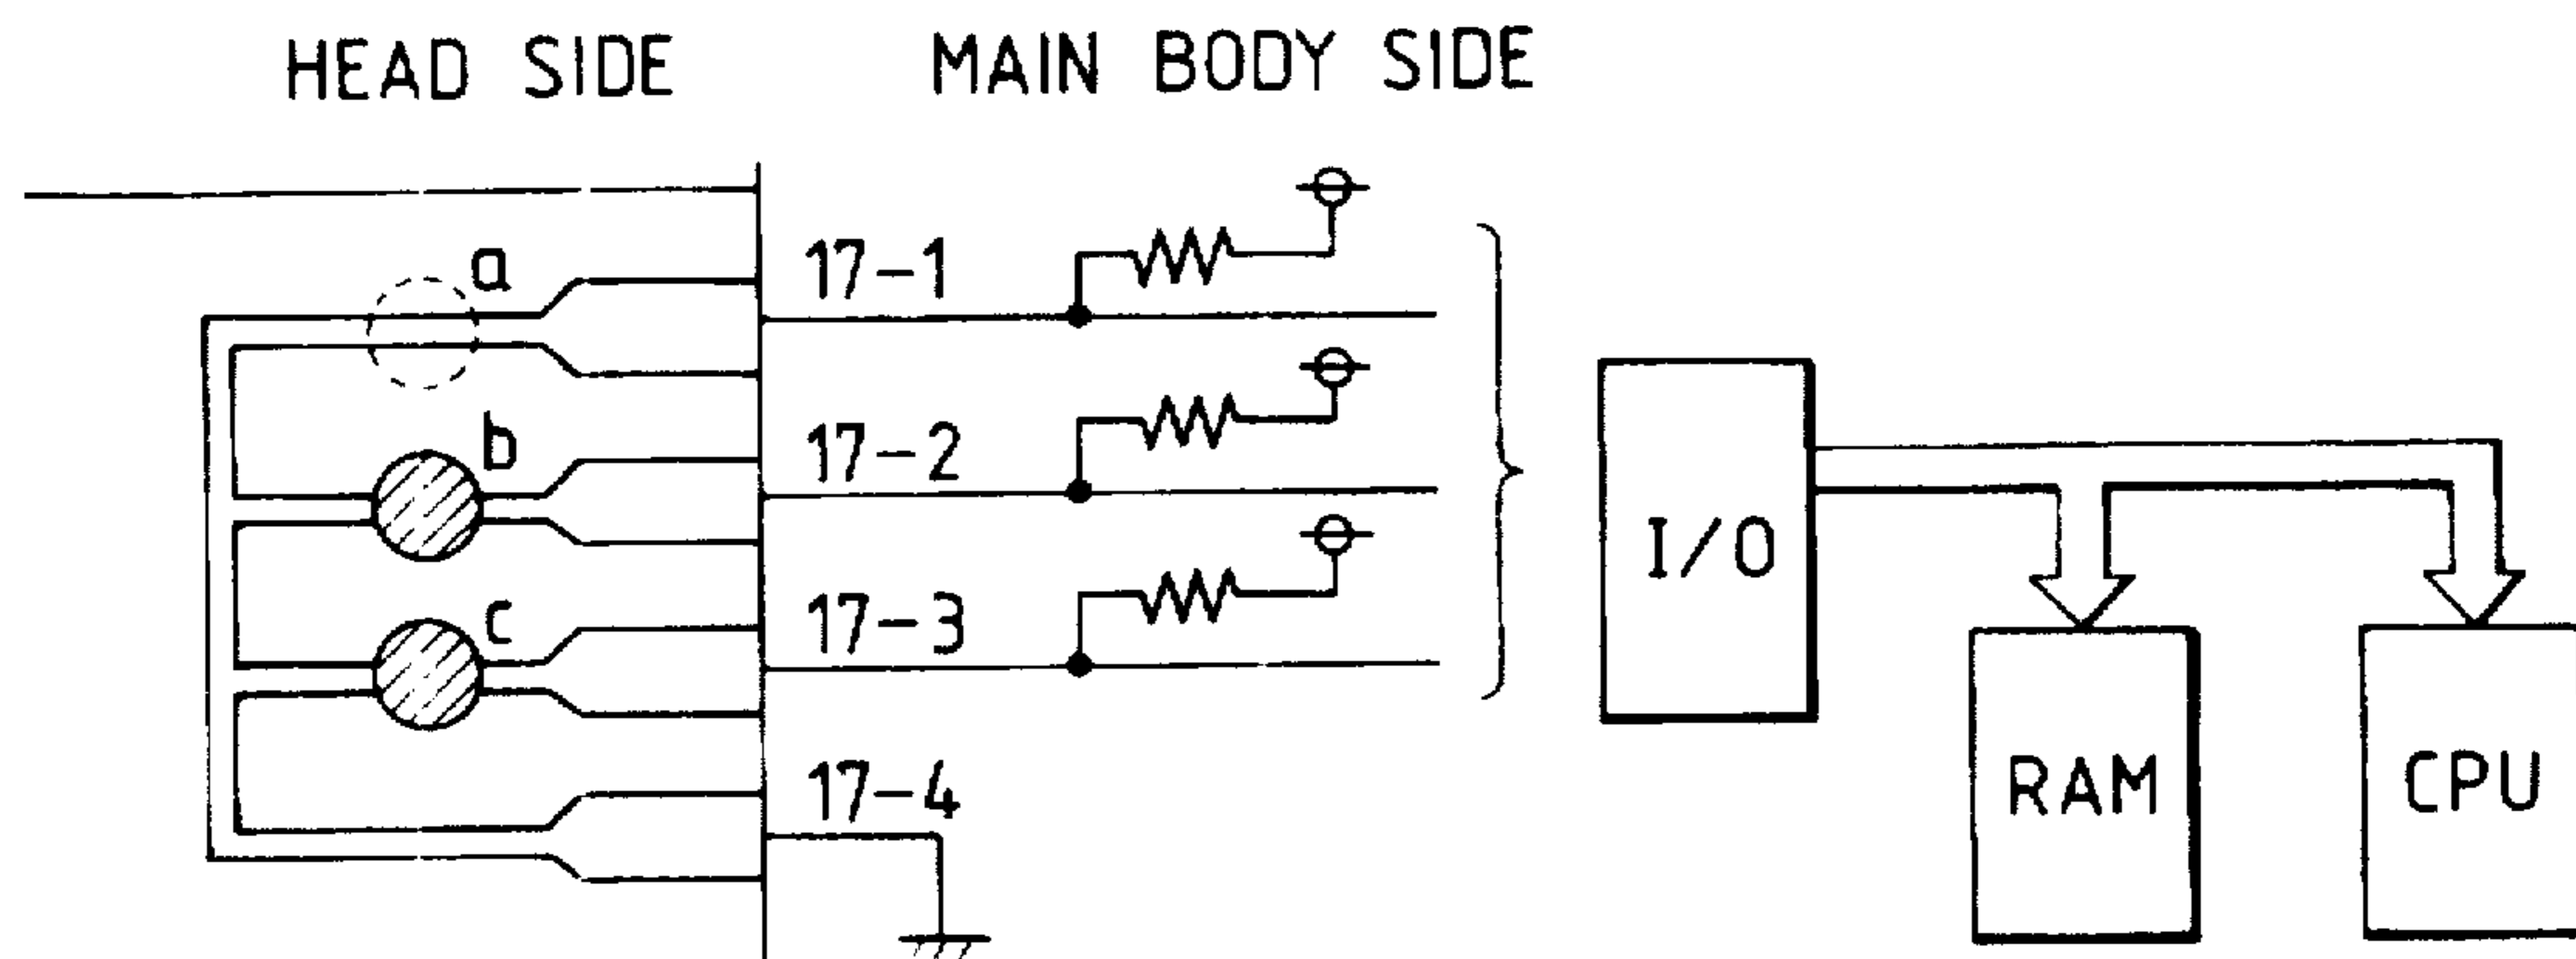 HEAD SIDE
MAIN BODY SIDE
a
17-1
b
17-2
c
17-3
17-4
I/O
RAM
CPU